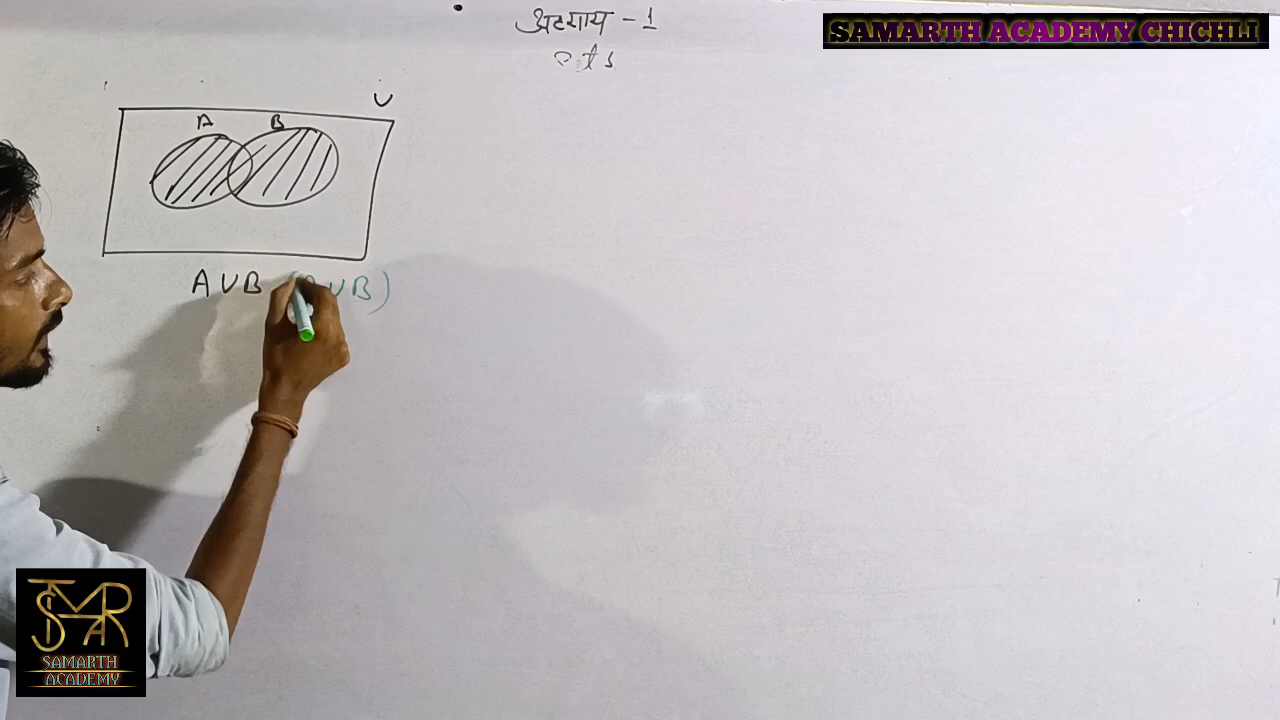 अध्याय - 1
sets
SAMARTH ACADEMY CHICHLI
U
A B
A U B ( U B )
SAMARTH
ACADEMY